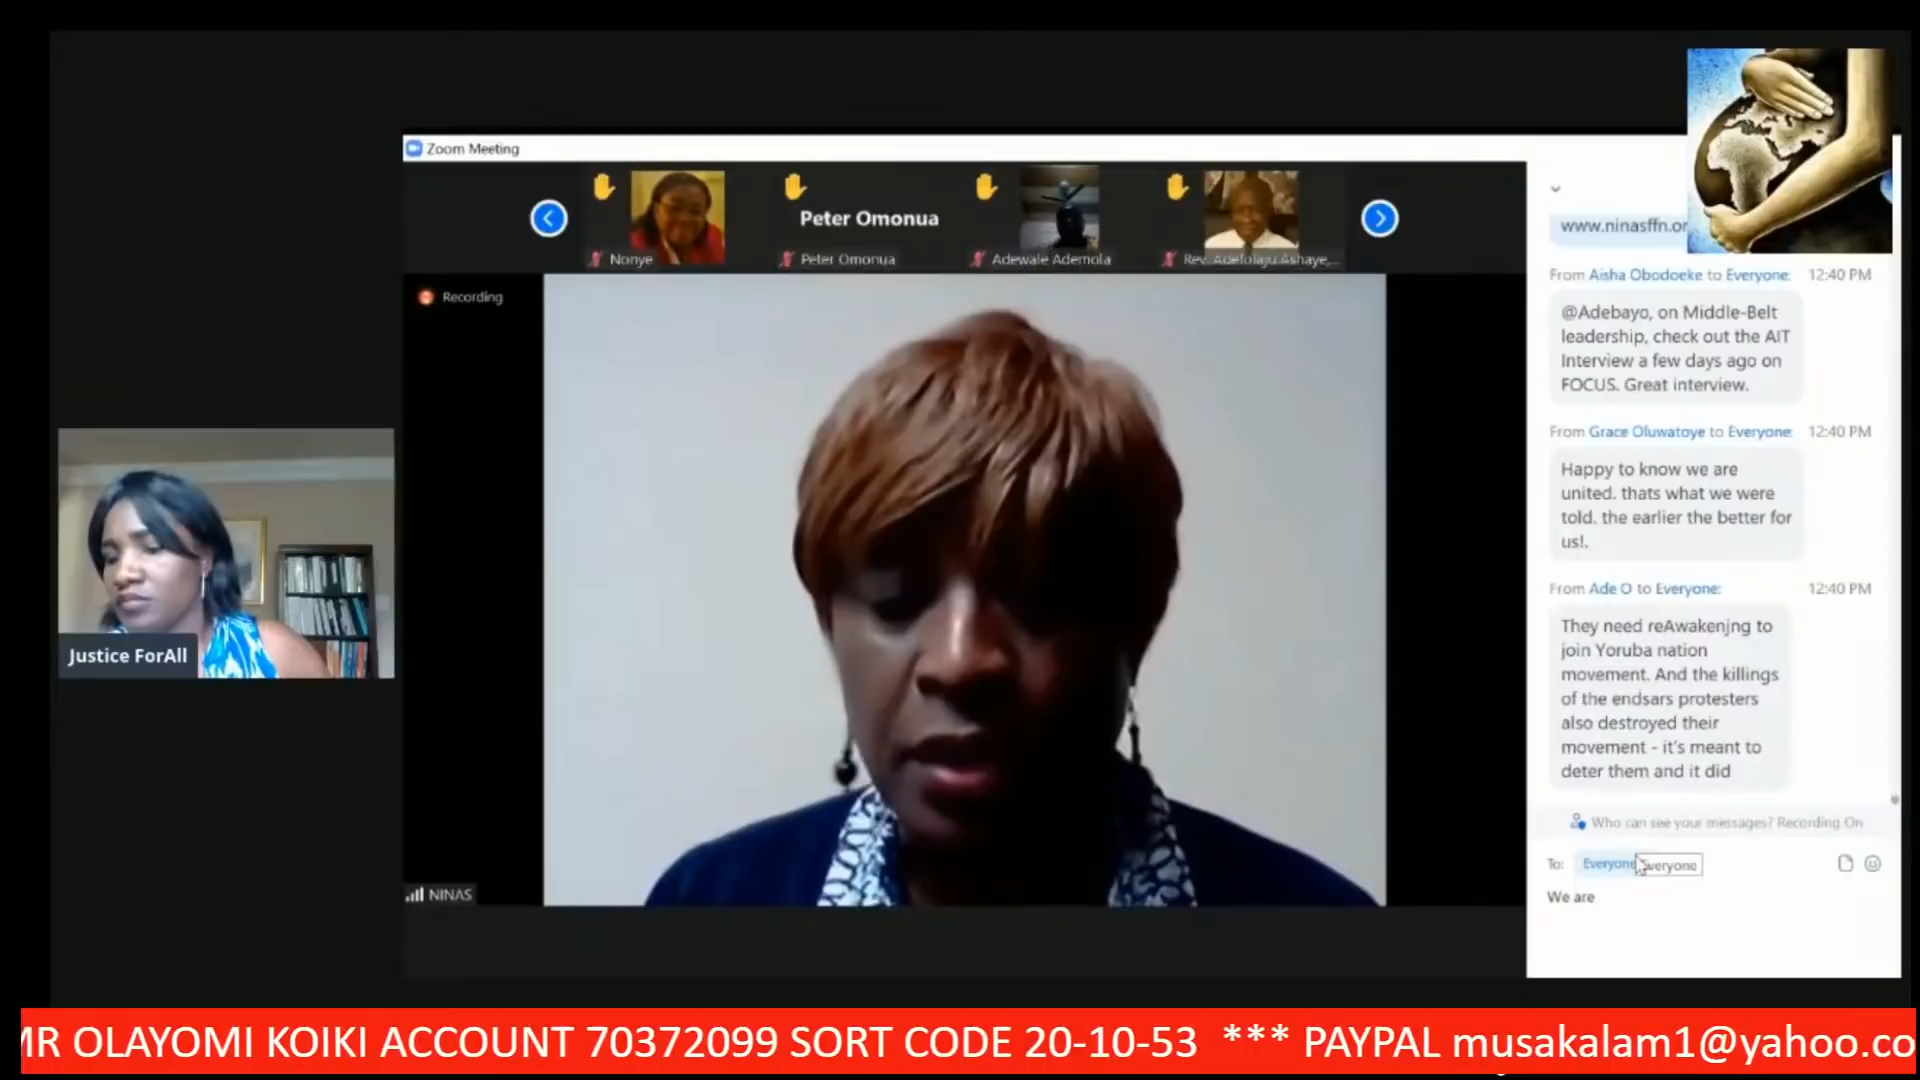 Zoom Meeting
Peter Omonua
Nonye
Peter Omonua
Adewale Ademola
Rev. Adefolaju Ashaye,...
Recording
NINAS
Justice ForAll
www.ninasffn.or
From Aisha Obodoeke to Everyone: 12:40 PM
@Adebayo, on Middle-Belt
leadership, check out the AIT
Interview a few days ago on
FOCUS. Great interview.
From Grace Oluwatoye to Everyone: 12:40 PM
Happy to know we are
united. thats what we were
told. the earlier the better for
us!.
From Ade O to Everyone: 12:40 PM
They need reAwakenjng to
join Yoruba nation
movement. And the killings
of the endsars protesters
also destroyed their
movement - it's meant to
deter them and it did
Who can see your messages? Recording On
To: Everyone
We are
MR OLAYOMI KOIKI ACCOUNT 70372099 SORT CODE 20-10-53 *** PAYPAL musakalam1@yahoo.co